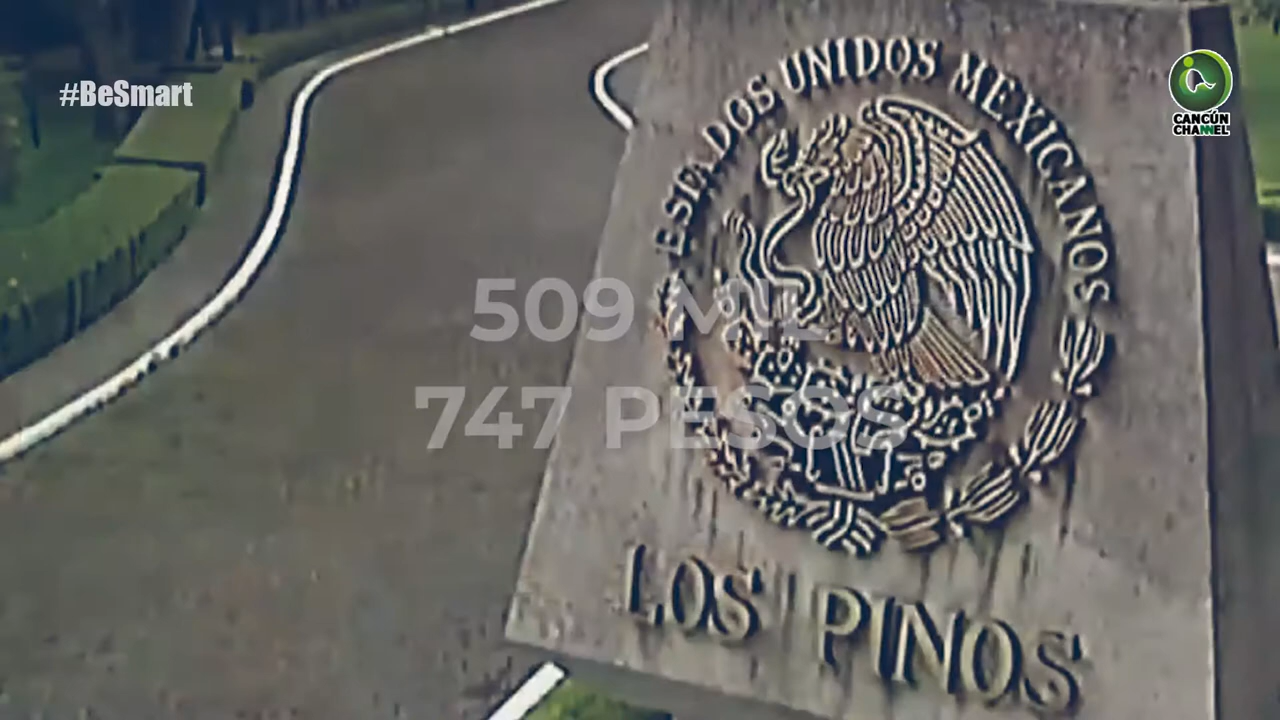 #BeSmart
CANCÚN
CHANNEL
ESTADOS UNIDOS MEXICANOS
509 MIL
747 PESOS
LOS PINOS